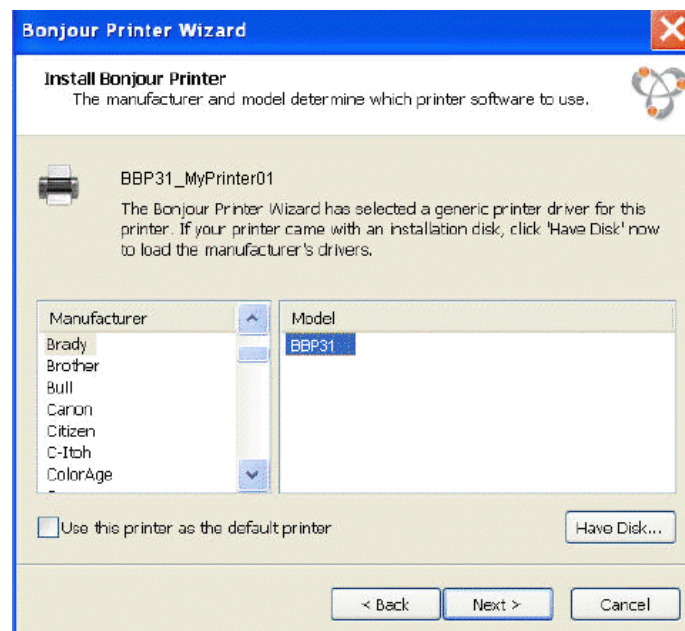 Bonjour Printer Wizard
Install Bonjour Printer
The manufacturer and model determine which printer software to use.
BBP31_MyPrinter01
The Bonjour Printer Wizard has selected a generic printer driver for this
printer. If your printer came with an installation disk, click 'Have Disk' now
to load the manufacturer's drivers.
Manufacturer
Model
Brady
BBP31
Brother
Bull
Canon
Citizen
C-Itoh
ColorAge
Use this printer as the default printer
Have Disk...
< Back
Next >
Cancel